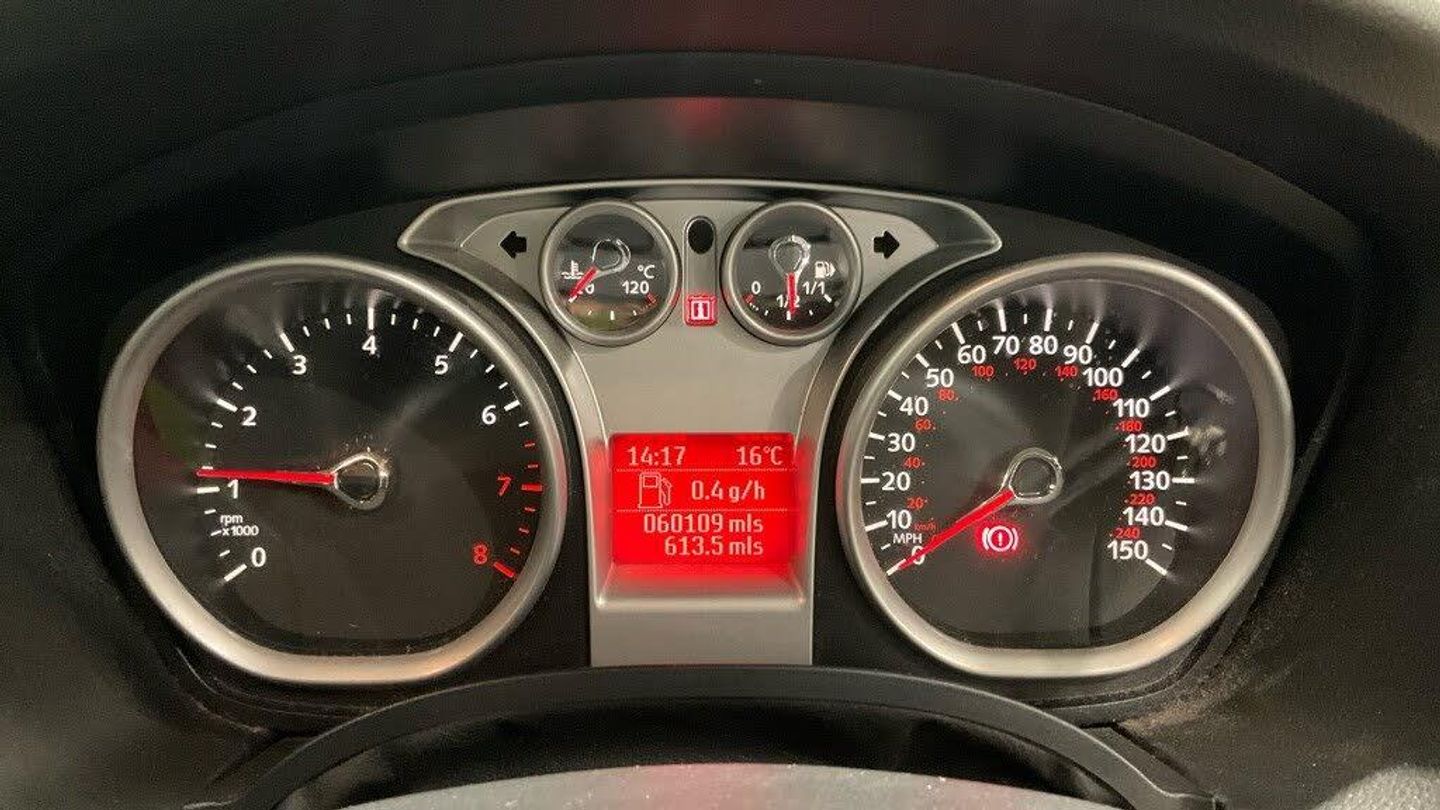 °C
60 120
0 1/2 1/1
i
0 1 2 3 4 5 6 7 8
rpm
x1000
14:17 16°C
0.4 g/h
060109 mls
613.5 mls
0 10 20 30 40 50 60 70 80 90 100 110 120 130 140 150
MPH
20 40 60 80 100 120 140 160 180 200 220 240
km/h